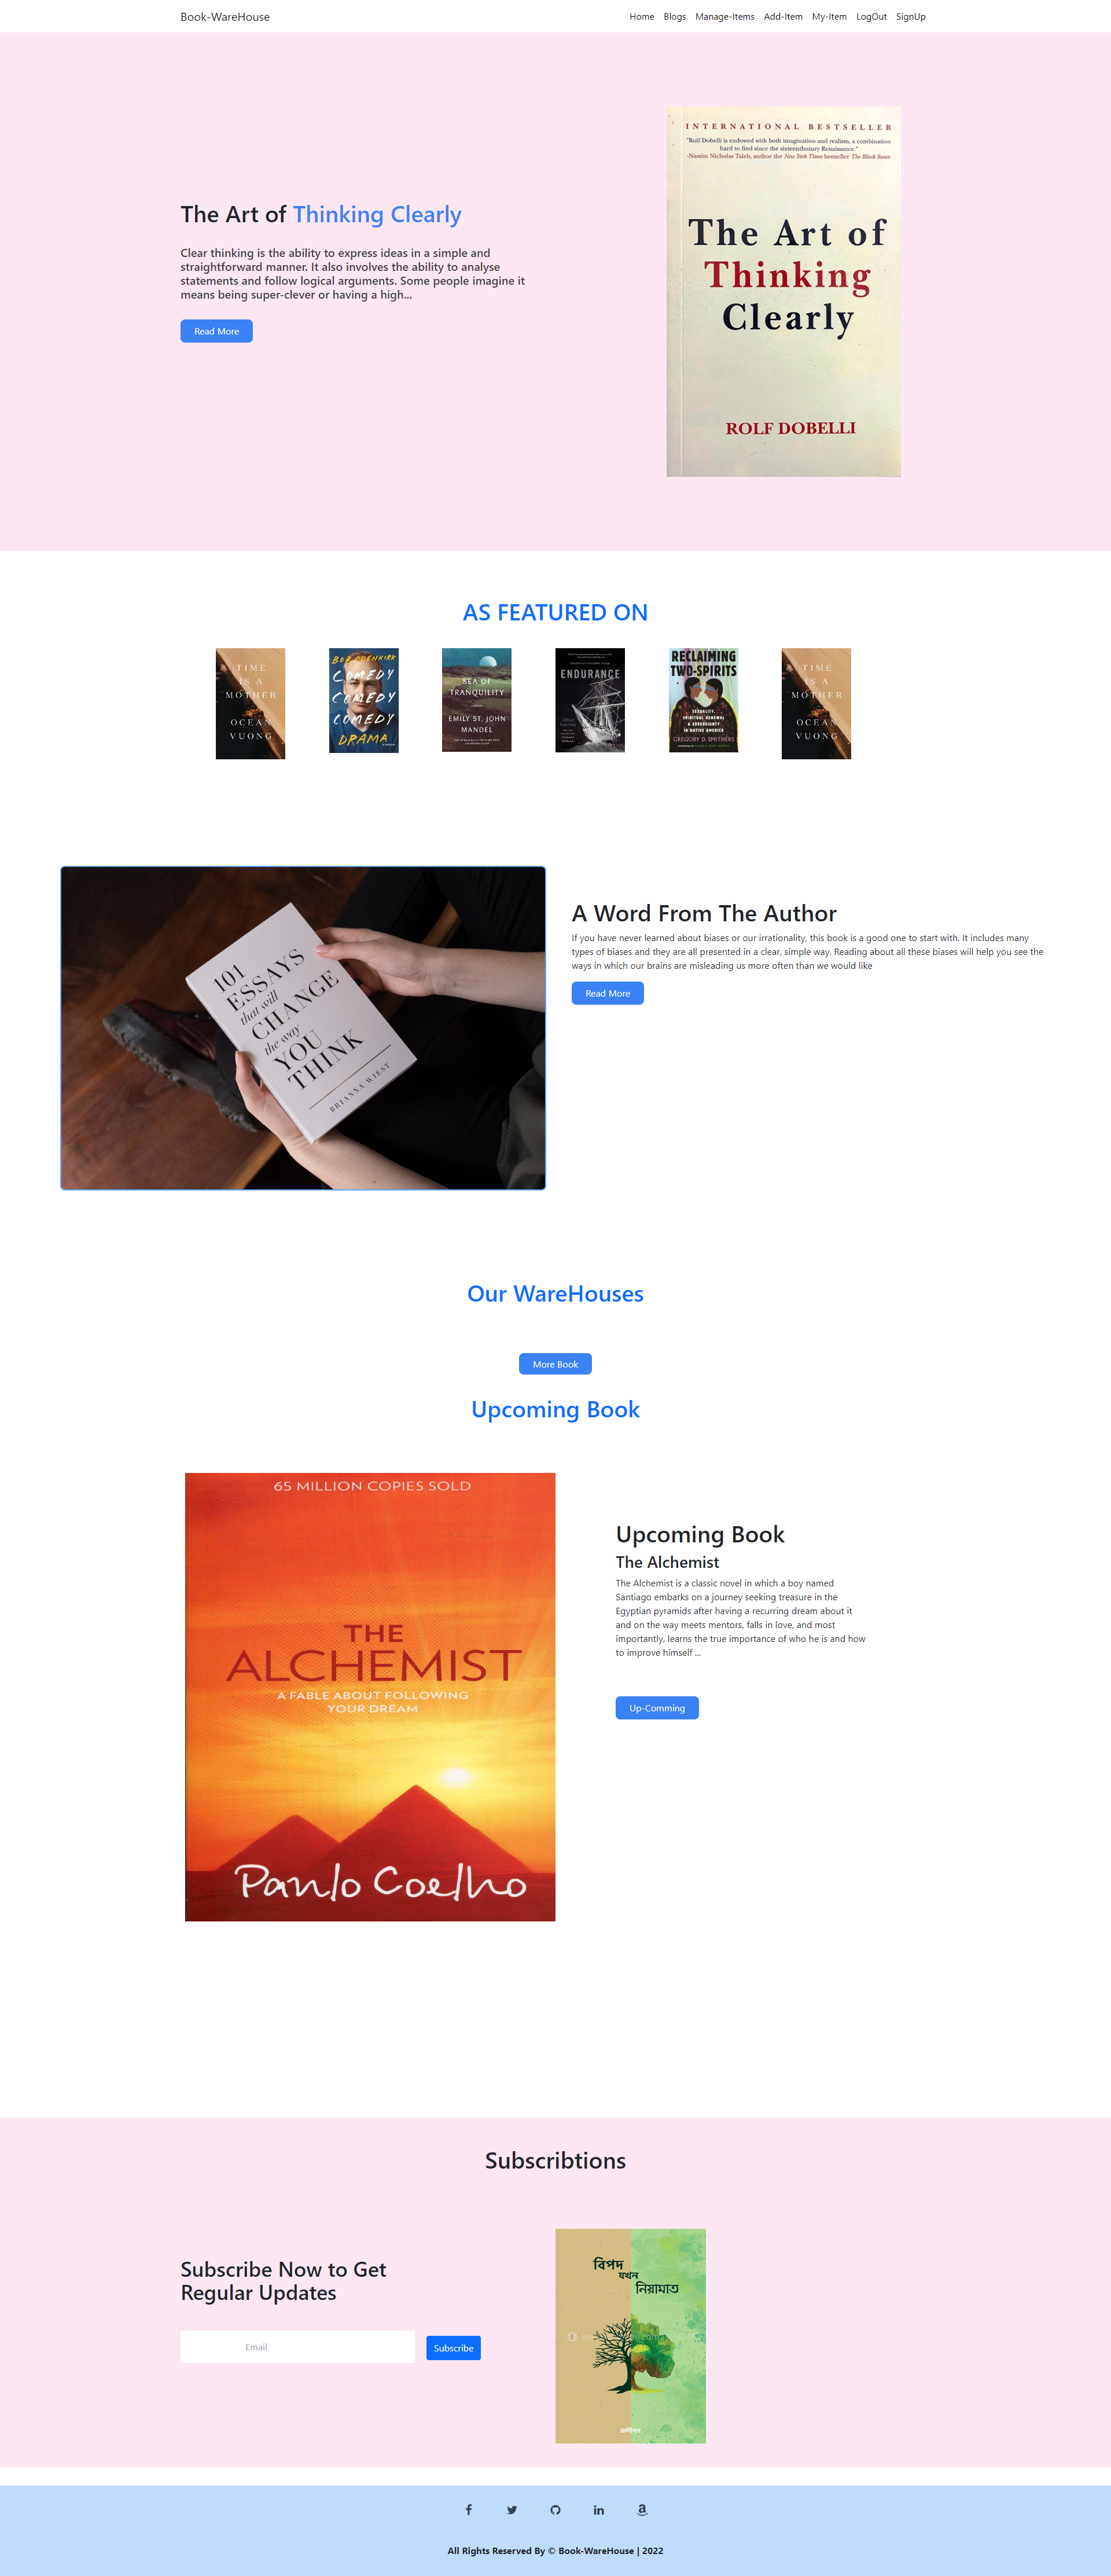 Book-WareHouse
Home Blogs Manage-Items Add-Item My-Item LogOut SignUp
INTERNATIONAL BESTSELLER
"Rolf Dobelli is endowed with both imagination and realism, a combination
hard to find since the sixteenthntury Renaissance."
-Nassim Nicholas Taleb, author the New York Times bestseller The Black Swan
The Art of
Thinking
Clearly
ROLF DOBELLI
The Art of Thinking Clearly
Clear thinking is the ability to express ideas in a simple and
straightforward manner. It also involves the ability to analyse
statements and follow logical arguments. Some people imagine it
means being super-clever or having a high...
Read More
AS FEATURED ON
TIME
IS A
MOTHER
OCEAN
VUONG
BOB ODENKIRK
COMEDY
COMEDY
COMEDY
DRAMA
SEA OF
TRANQUILITY
EMILY ST. JOHN
MANDEL
ENDURANCE
RECLAIMING
TWO-SPIRITS
SEXUALITY,
SPIRITUAL RENEWAL
& SOVEREIGNTY
IN NATIVE AMERICA
GREGORY D. SMITHERS
TIME
IS A
MOTHER
OCEAN
VUONG
101
ESSAYS
that will
CHANGE
the way
YOU
THINK
BRIANNA WIEST
A Word From The Author
If you have never learned about biases or our irrationality, this book is a good one to start with. It includes many
types of biases and they are all presented in a clear, simple way. Reading about all these biases will help you see the
ways in which our brains are misleading us more often than we would like
Read More
Our WareHouses
More Book
Upcoming Book
65 MILLION COPIES SOLD
THE
ALCHEMIST
A FABLE ABOUT FOLLOWING
YOUR DREAM
Paulo Coelho
Upcoming Book
The Alchemist
The Alchemist is a classic novel in which a boy named
Santiago embarks on a journey seeking treasure in the
Egyptian pyramids after having a recurring dream about it
and on the way meets mentors, falls in love, and most
importantly, learns the true importance of who he is and how
to improve himself ...
Up-Comming
Subscribtions
Subscribe Now to Get
Regular Updates
Email
Subscribe
বিপদ
যখন
নিয়ামাত
All Rights Reserved By © Book-WareHouse | 2022